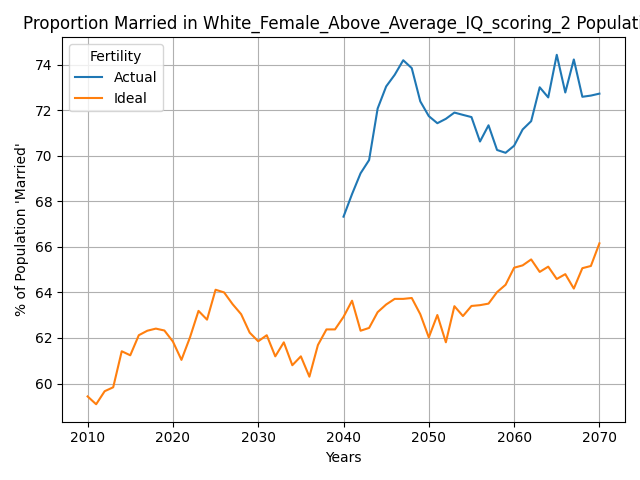 Proportion Married in White_Female_Above_Average_IQ_scoring_2 Populati
Fertility
Actual
Ideal
% of Population 'Married'
74
72
70
68
66
64
62
60
2010 2020 2030 2040 2050 2060 2070
Years